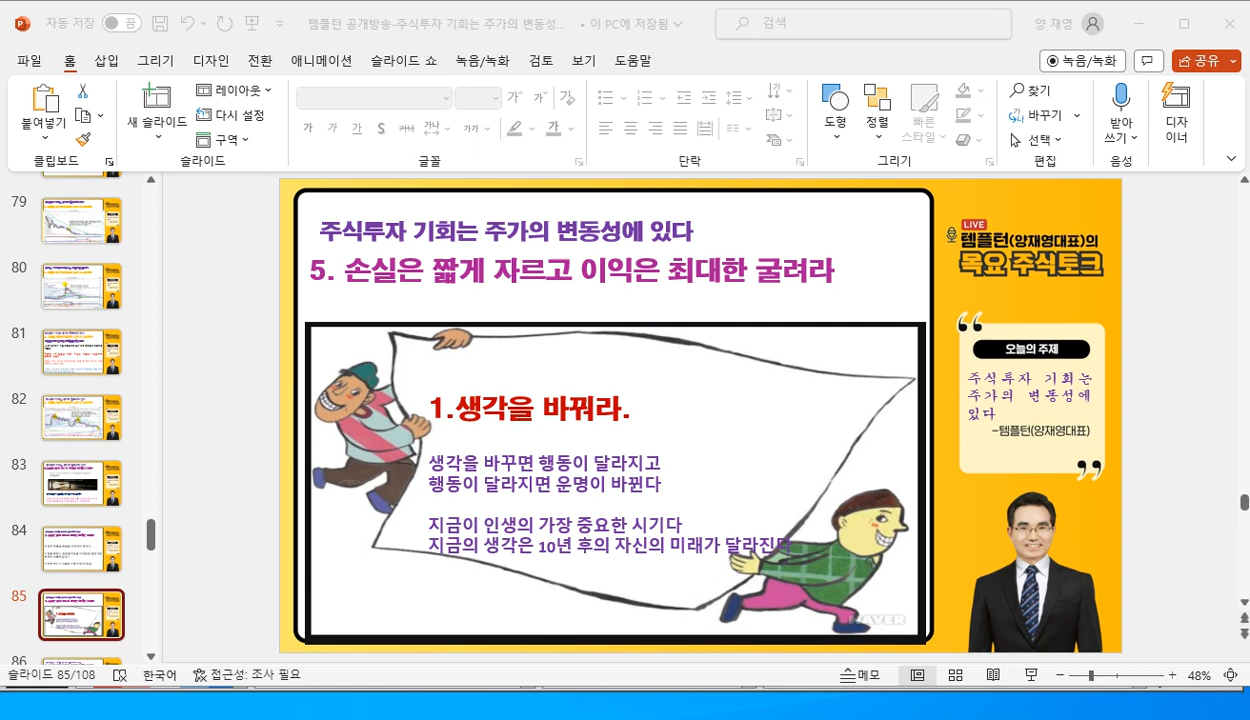 자동 저장 끔 템플턴 공개방송-주식투자 기회는 주가의 변동성... • 이 PC에 저장됨 검색 양 재영
파일 홈 삽입 그리기 디자인 전환 애니메이션 슬라이드 쇼 녹음/녹화 검토 보기 도움말 녹음/녹화 공유
붙여넣기
클립보드
새 슬라이드
레이아웃
다시 설정
구역
슬라이드
가 가 가 S 가나 가가 가
글꼴
단락
도형
정렬
빠른
스타일
그리기
찾기
바꾸기
선택
편집
받아
쓰기
음성
디자
이너
79
80
81
82
83
84
85
86
주식투자 기회는 주가의 변동성에 있다
5. 손실은 짧게 자르고 이익은 최대한 굴려라
1.생각을 바꿔라.
생각을 바꾸면 행동이 달라지고
행동이 달라지면 운명이 바뀐다
지금이 인생의 가장 중요한 시기다
지금의 생각은 10년 후의 자신의 미래가 달라진다
NAVER
LIVE
템플턴(양재영대표)의
목요 주식토크
오늘의 주제
주식투자 기회는
주가의 변동성에
있다
-템플턴(양재영대표)
슬라이드 85/108 한국어 접근성: 조사 필요 메모 48%